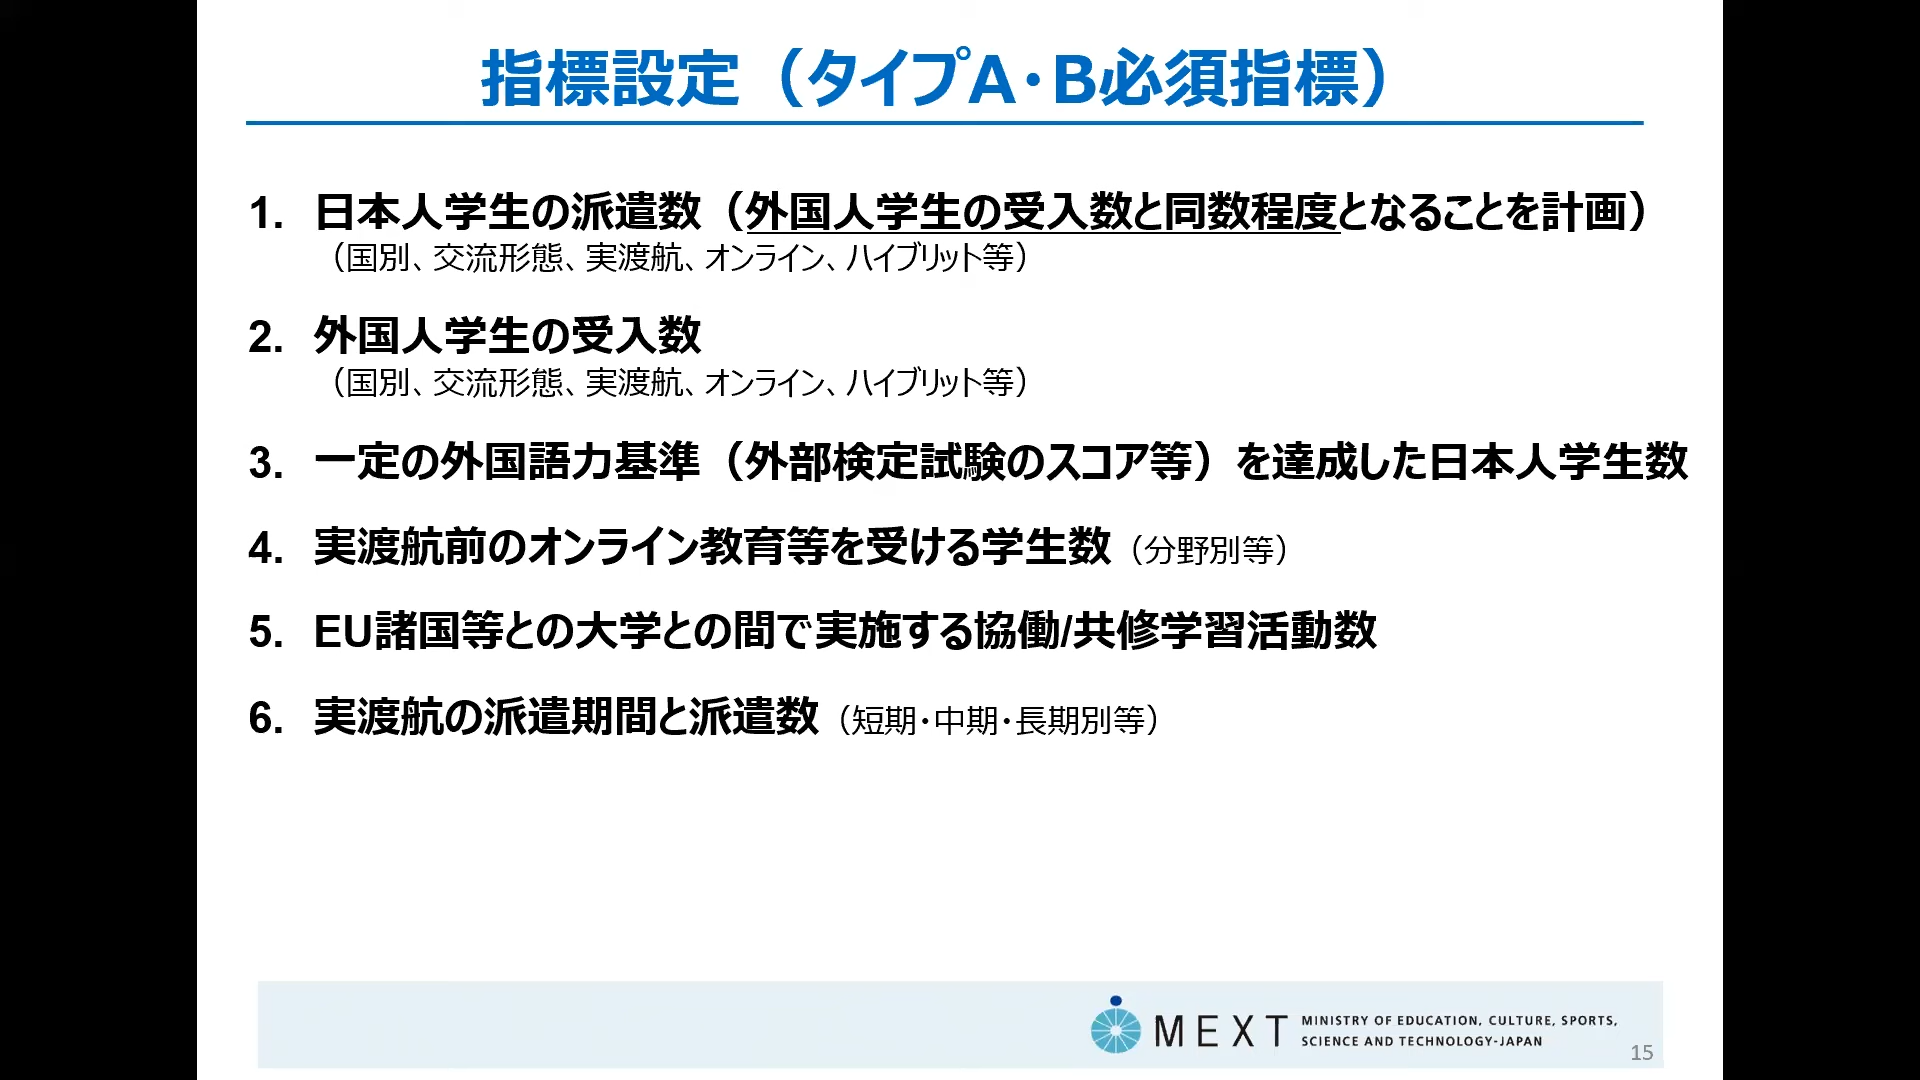 指標設定（タイプA・B必須指標）
1. 日本人学生の派遣数（外国人学生の受入数と同数程度となることを計画）
（国別、交流形態、実渡航、オンライン、ハイブリット等）
2. 外国人学生の受入数
（国別、交流形態、実渡航、オンライン、ハイブリット等）
3. 一定の外国語力基準（外部検定試験のスコア等）を達成した日本人学生数
4. 実渡航前のオンライン教育等を受ける学生数（分野別等）
5. EU諸国等との大学との間で実施する協働/共修学習活動数
6. 実渡航の派遣期間と派遣数（短期・中期・長期別等）
MEXT
MINISTRY OF EDUCATION, CULTURE, SPORTS,
SCIENCE AND TECHNOLOGY-JAPAN
15